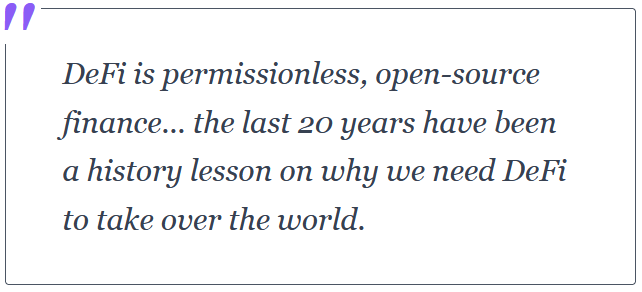 DeFi is permissionless, open-source
finance... the last 20 years have been
a history lesson on why we need DeFi
to take over the world.